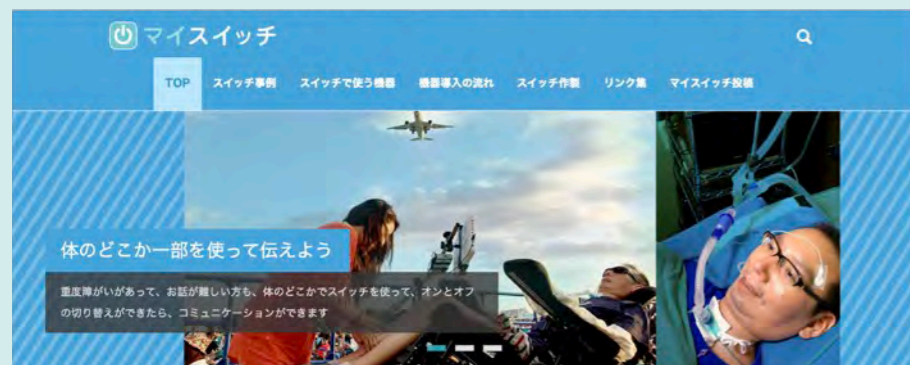 マイスイッチ
TOP スイッチ事例 スイッチで使う機器 機器導入の流れ スイッチ作製 リンク集 マイスイッチ投稿
体のどこか一部を使って伝えよう
重度障がいがあって、お話が難しい方も、体のどこかでスイッチを使って、オンとオフ
の切り替えができたら、コミュニケーションができます